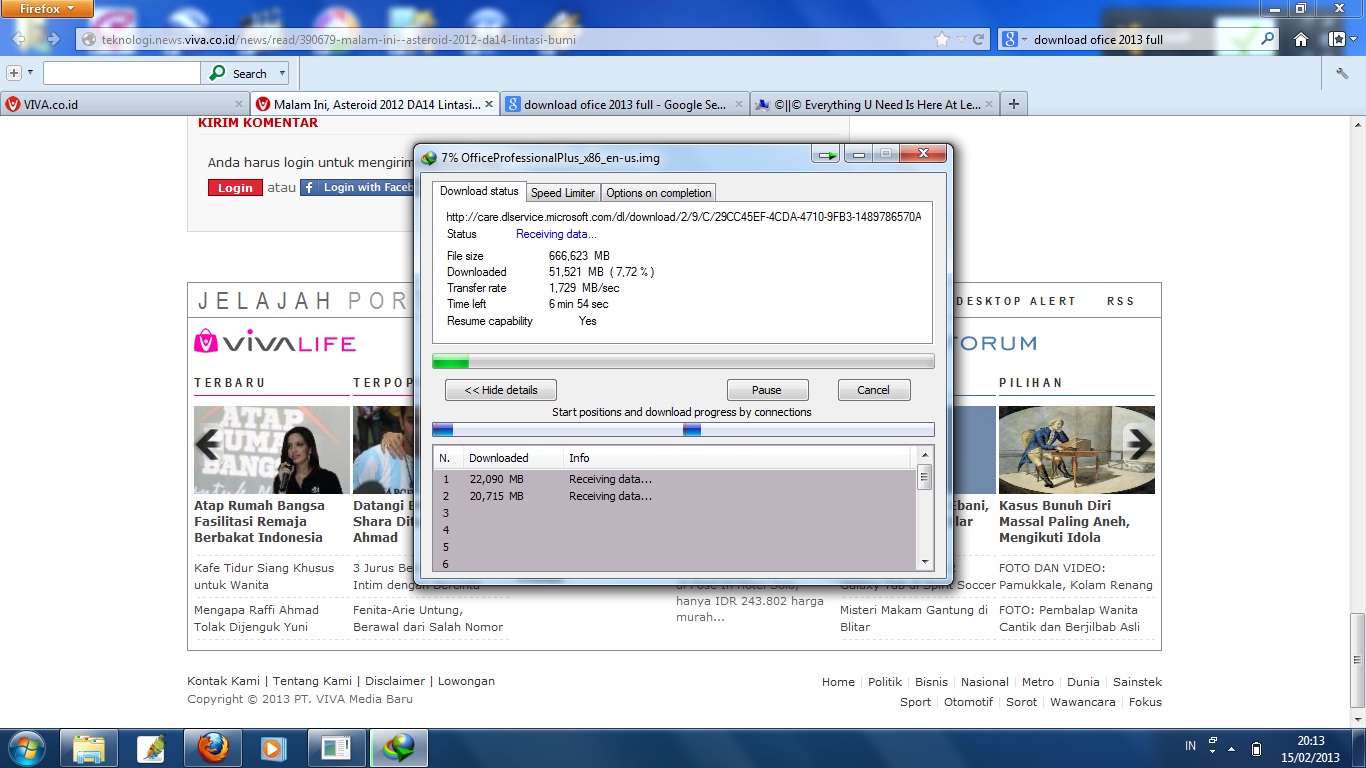 Firefox
teknologi.news.viva.co.id/news/read/390679-malam-ini--asteroid-2012-da14-lintasi-bumi
download ofice 2013 full
Search
VIVA.co.id
Malam Ini, Asteroid 2012 DA14 Lintasi...
download ofice 2013 full - Google Se...
©||© Everything U Need Is Here At Le...
KIRIM KOMENTAR
Anda harus login untuk mengirim
Login atau Login with Faceb
7% OfficeProfessionalPlus_x86_en-us.img
Download status
Speed Limiter
Options on completion
http://care.dlservice.microsoft.com/dl/download/2/9/C/29CC45EF-4CDA-4710-9FB3-1489786570A
Status Receiving data...
File size 666,623 MB
Downloaded 51,521 MB ( 7,72 % )
Transfer rate 1,729 MB/sec
Time left 6 min 54 sec
Resume capability Yes
<< Hide details
Pause
Cancel
Start positions and download progress by connections
N. Downloaded Info
1 22,090 MB Receiving data...
2 20,715 MB Receiving data...
3
4
5
6
JELAJAH POR
DESKTOP ALERT RSS
VIVALIFE
FORUM
TERBARU
TERPOP
PILIHAN
ATAP
RUMA
BANGS
Atap Rumah Bangsa
Fasilitasi Remaja
Berbakat Indonesia
Kafe Tidur Siang Khusus
untuk Wanita
Mengapa Raffi Ahmad
Tolak Dijenguk Yuni
Datangi
Shara Dit
Ahmad
3 Jurus Be
Intim dengan Bercinta
Fenita-Arie Untung,
Berawal dari Salah Nomor
hanya IDR 243.802 harga
murah...
Ebani,
lar
Galaxy Tab di Spirit Soccer
Misteri Makam Gantung di
Blitar
Kasus Bunuh Diri
Massal Paling Aneh,
Mengikuti Idola
FOTO DAN VIDEO:
Pamukkale, Kolam Renang
FOTO: Pembalap Wanita
Cantik dan Berjilbab Asli
Kontak Kami | Tentang Kami | Disclaimer | Lowongan
Copyright © 2013 PT. VIVA Media Baru
Home | Politik | Bisnis | Nasional | Metro | Dunia | Sainstek
Sport | Otomotif | Sorot | Wawancara | Fokus
IN
20:13
15/02/2013